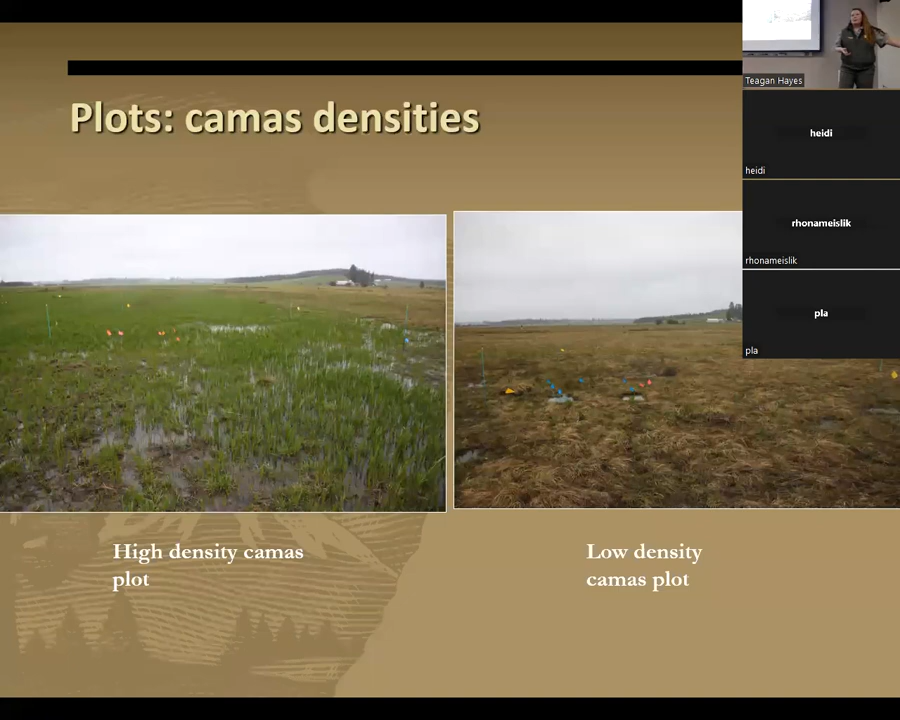 Plots: camas densities
Teagan Hayes
heidi
heidi
rhonameislik
rhonameislik
pla
pla
High density camas
plot
Low density
camas plot